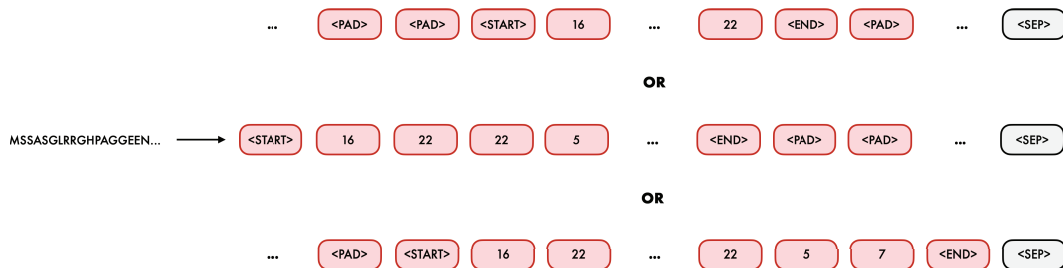 ... <PAD> <PAD> <START> 16 ... 22 <END> <PAD> ... <SEP>
OR
MSSASGLRRGHPAGGEEN... <START> 16 22 22 5 ... <END> <PAD> <PAD> ... <SEP>
OR
... <PAD> <START> 16 22 ... 22 5 7 <END> <SEP>